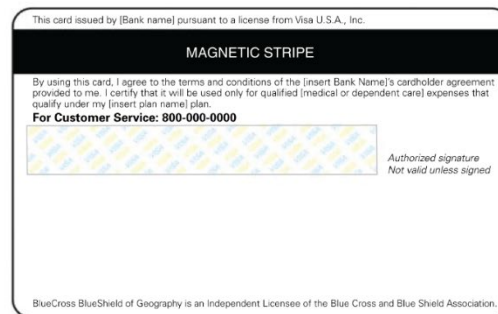 This card issued by [Bank name] pursuant to a license from Visa U.S.A., Inc.
MAGNETIC STRIPE
By using this card, I agree to the terms and conditions of the [insert Bank Name]'s cardholder agreement
provided to me. I certify that it will be used only for qualified [medical or dependent care] expenses that
qualify under my [insert plan name] plan.
For Customer Service: 800-000-0000
Authorized signature
Not valid unless signed
BlueCross BlueShield of Geography is an Independent Licensee of the Blue Cross and Blue Shield Association.